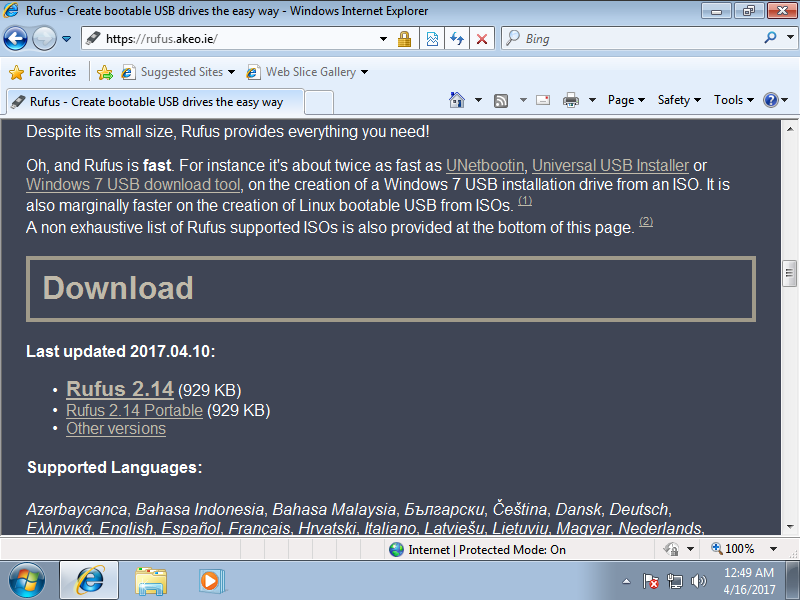 Rufus - Create bootable USB drives the easy way - Windows Internet Explorer
https://rufus.akeo.ie/
Bing
Favorites
Suggested Sites
Web Slice Gallery
Rufus - Create bootable USB drives the easy way
Page
Safety
Tools
Despite its small size, Rufus provides everything you need!
Oh, and Rufus is fast. For instance it's about twice as fast as UNetbootin, Universal USB Installer or
Windows 7 USB download tool, on the creation of a Windows 7 USB installation drive from an ISO. It is
also marginally faster on the creation of Linux bootable USB from ISOs. (1)
A non exhaustive list of Rufus supported ISOs is also provided at the bottom of this page. (2)
Download
Last updated 2017.04.10:
• Rufus 2.14 (929 KB)
• Rufus 2.14 Portable (929 KB)
• Other versions
Supported Languages:
Azərbaycanca, Bahasa Indonesia, Bahasa Malaysia, Български, Čeština, Dansk, Deutsch,
Ελληνικά, English, Español, Français, Hrvatski, Italiano, Latviešu, Lietuvių, Magyar, Nederlands,
Internet | Protected Mode: On
100%
12:49 AM
4/16/2017